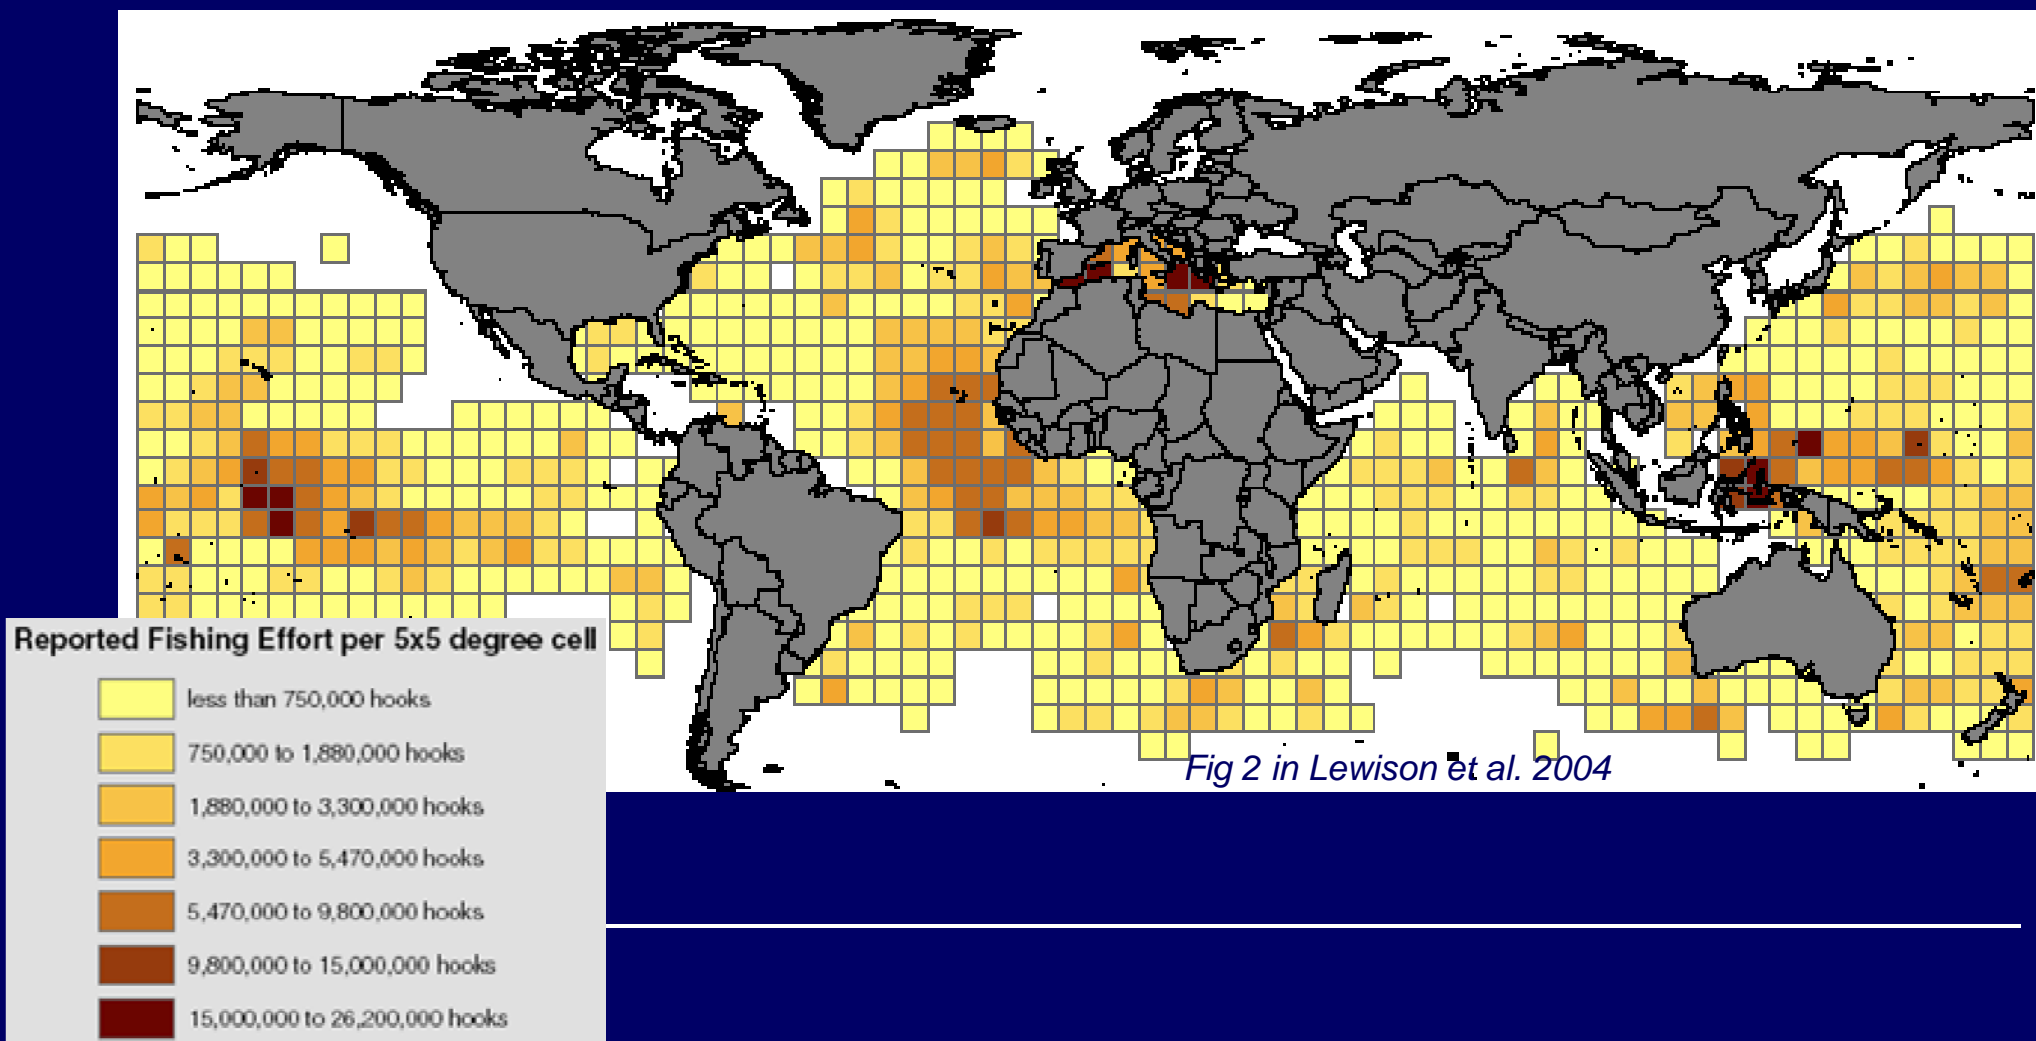 Fig 2 in Lewison et al. 2004
Reported Fishing Effort per 5x5 degree cell
less than 750,000 hooks
750,000 to 1,880,000 hooks
1,880,000 to 3,300,000 hooks
3,300,000 to 5,470,000 hooks
5,470,000 to 9,800,000 hooks
9,800,000 to 15,000,000 hooks
15,000,000 to 26,200,000 hooks